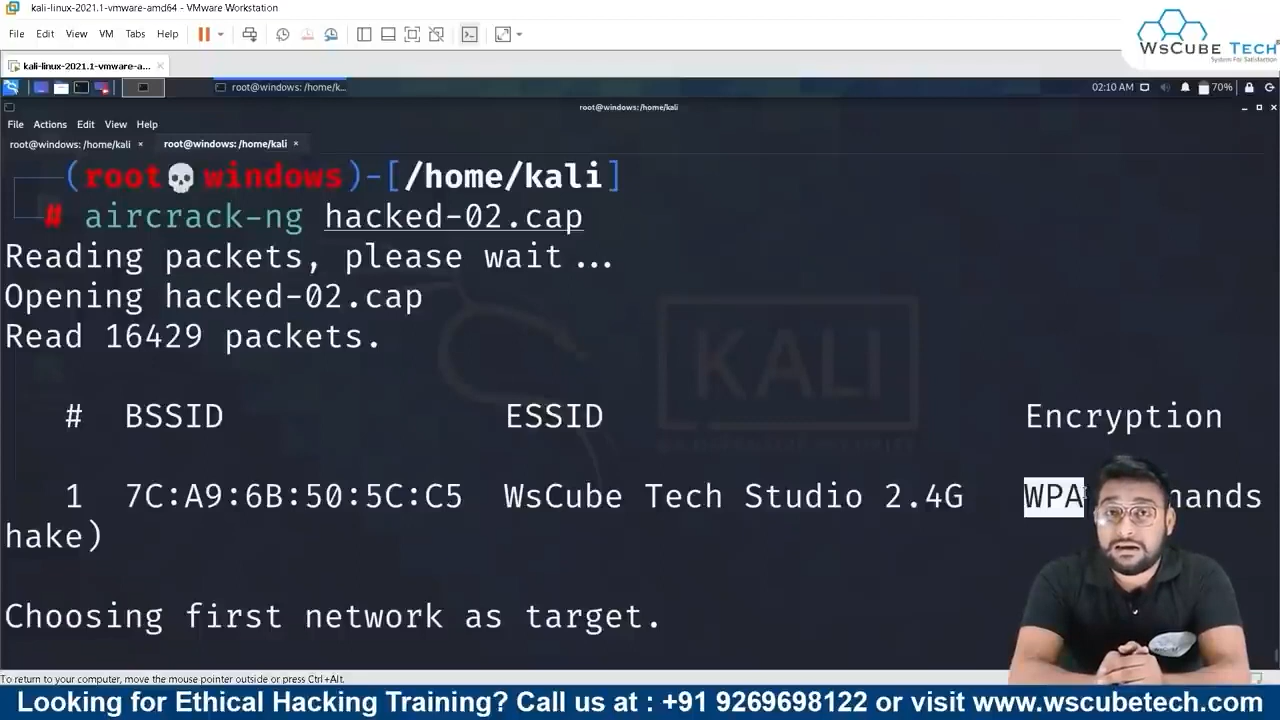 kali-linux-2021.1-vmware-amd64 - VMware Workstation
File Edit View VM Tabs Help
WsCube Tech
System For Satisfaction
kali-linux-2021.1-vmware-a... ×
root@windows: /home/k... 02:10 AM 70%
root@windows: /home/kali
File Actions Edit View Help
root@windows: /home/kali × root@windows: /home/kali ×
(root💀windows)-[/home/kali]
# aircrack-ng hacked-02.cap
Reading packets, please wait...
Opening hacked-02.cap
Read 16429 packets.
KALI
# BSSID ESSID Encryption
1 7C:A9:6B:50:5C:C5 WsCube Tech Studio 2.4G WPA hands
hake)
Choosing first network as target.
To return to your computer, move the mouse pointer outside or press Ctrl+Alt.
Looking for Ethical Hacking Training? Call us at : +91 9269698122 or visit www.wscubetech.com